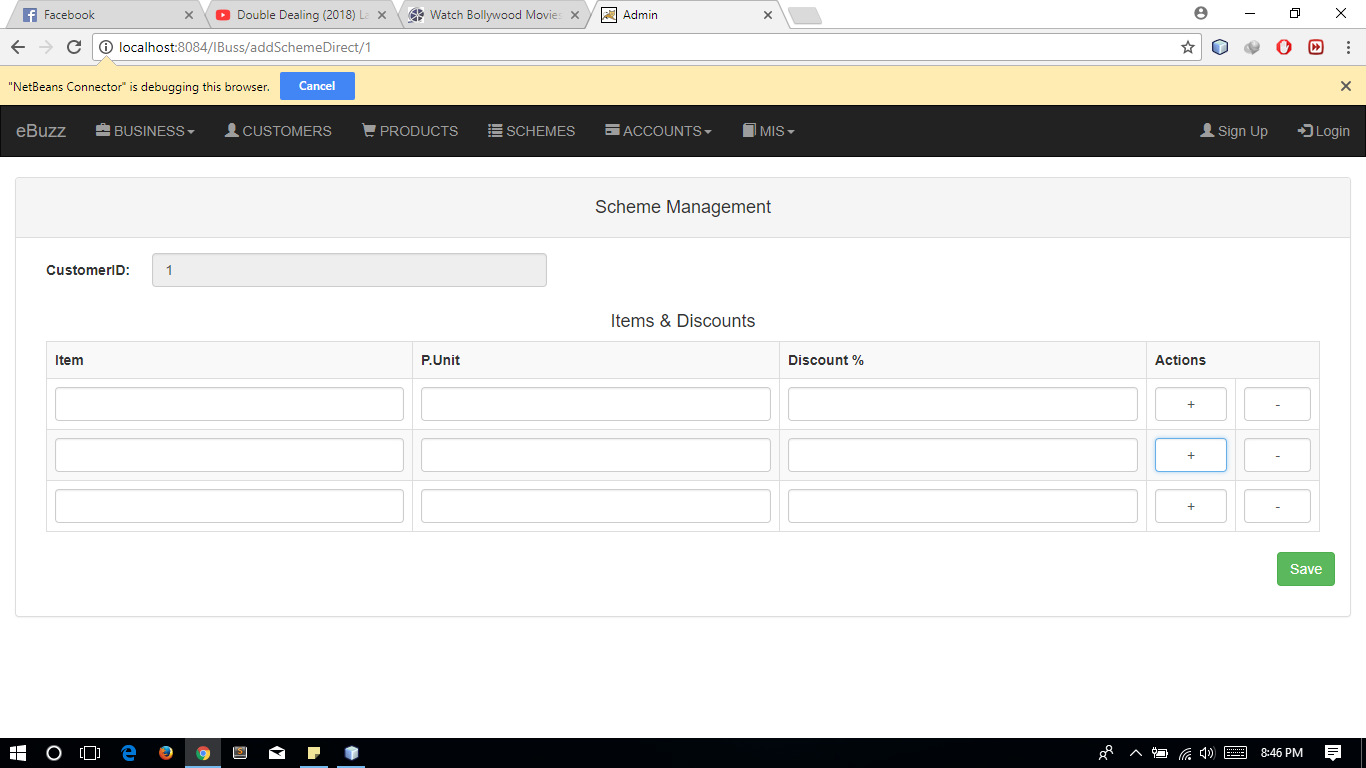 Facebook
Double Dealing (2018) La
Watch Bollywood Movies
Admin
localhost:8084/IBuss/addSchemeDirect/1
"NetBeans Connector" is debugging this browser. Cancel
eBuzz BUSINESS CUSTOMERS PRODUCTS SCHEMES ACCOUNTS MIS Sign Up Login
Scheme Management
CustomerID: 1
Items & Discounts
Item P.Unit Discount % Actions
+ -
+ -
+ -
Save
8:46 PM